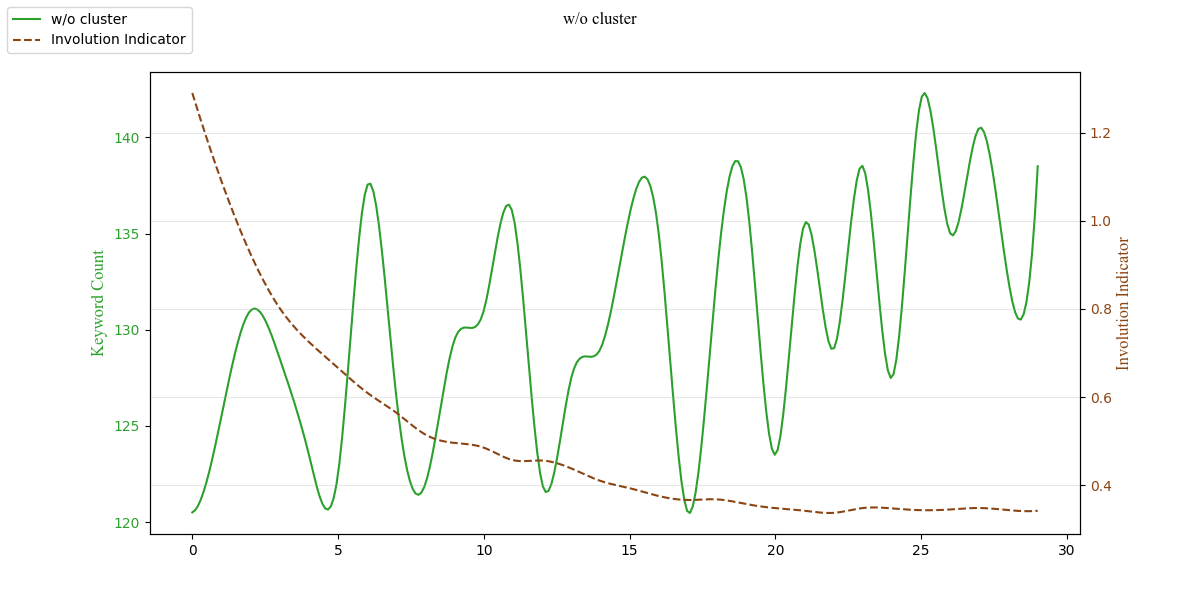 w/o cluster
w/o cluster
Involution Indicator
Keyword Count
140
135
130
125
120
0 5 10 15 20 25 30
1.2
1.0
0.8
0.6
0.4
Involution Indicator